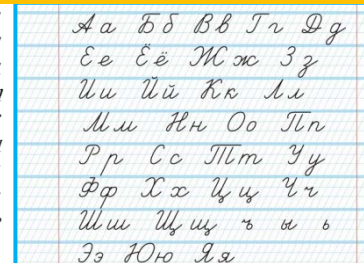 Аа Бб Вв Гг Дд
Ее Ёё Жж Зз
Ии Йй Кк Лл
Мм Нн Оо Пп
Рр Сс Тт Уу
Фф Хх Цц Чч
Шш Щщ ъ ы ь
Ээ Юю Яя